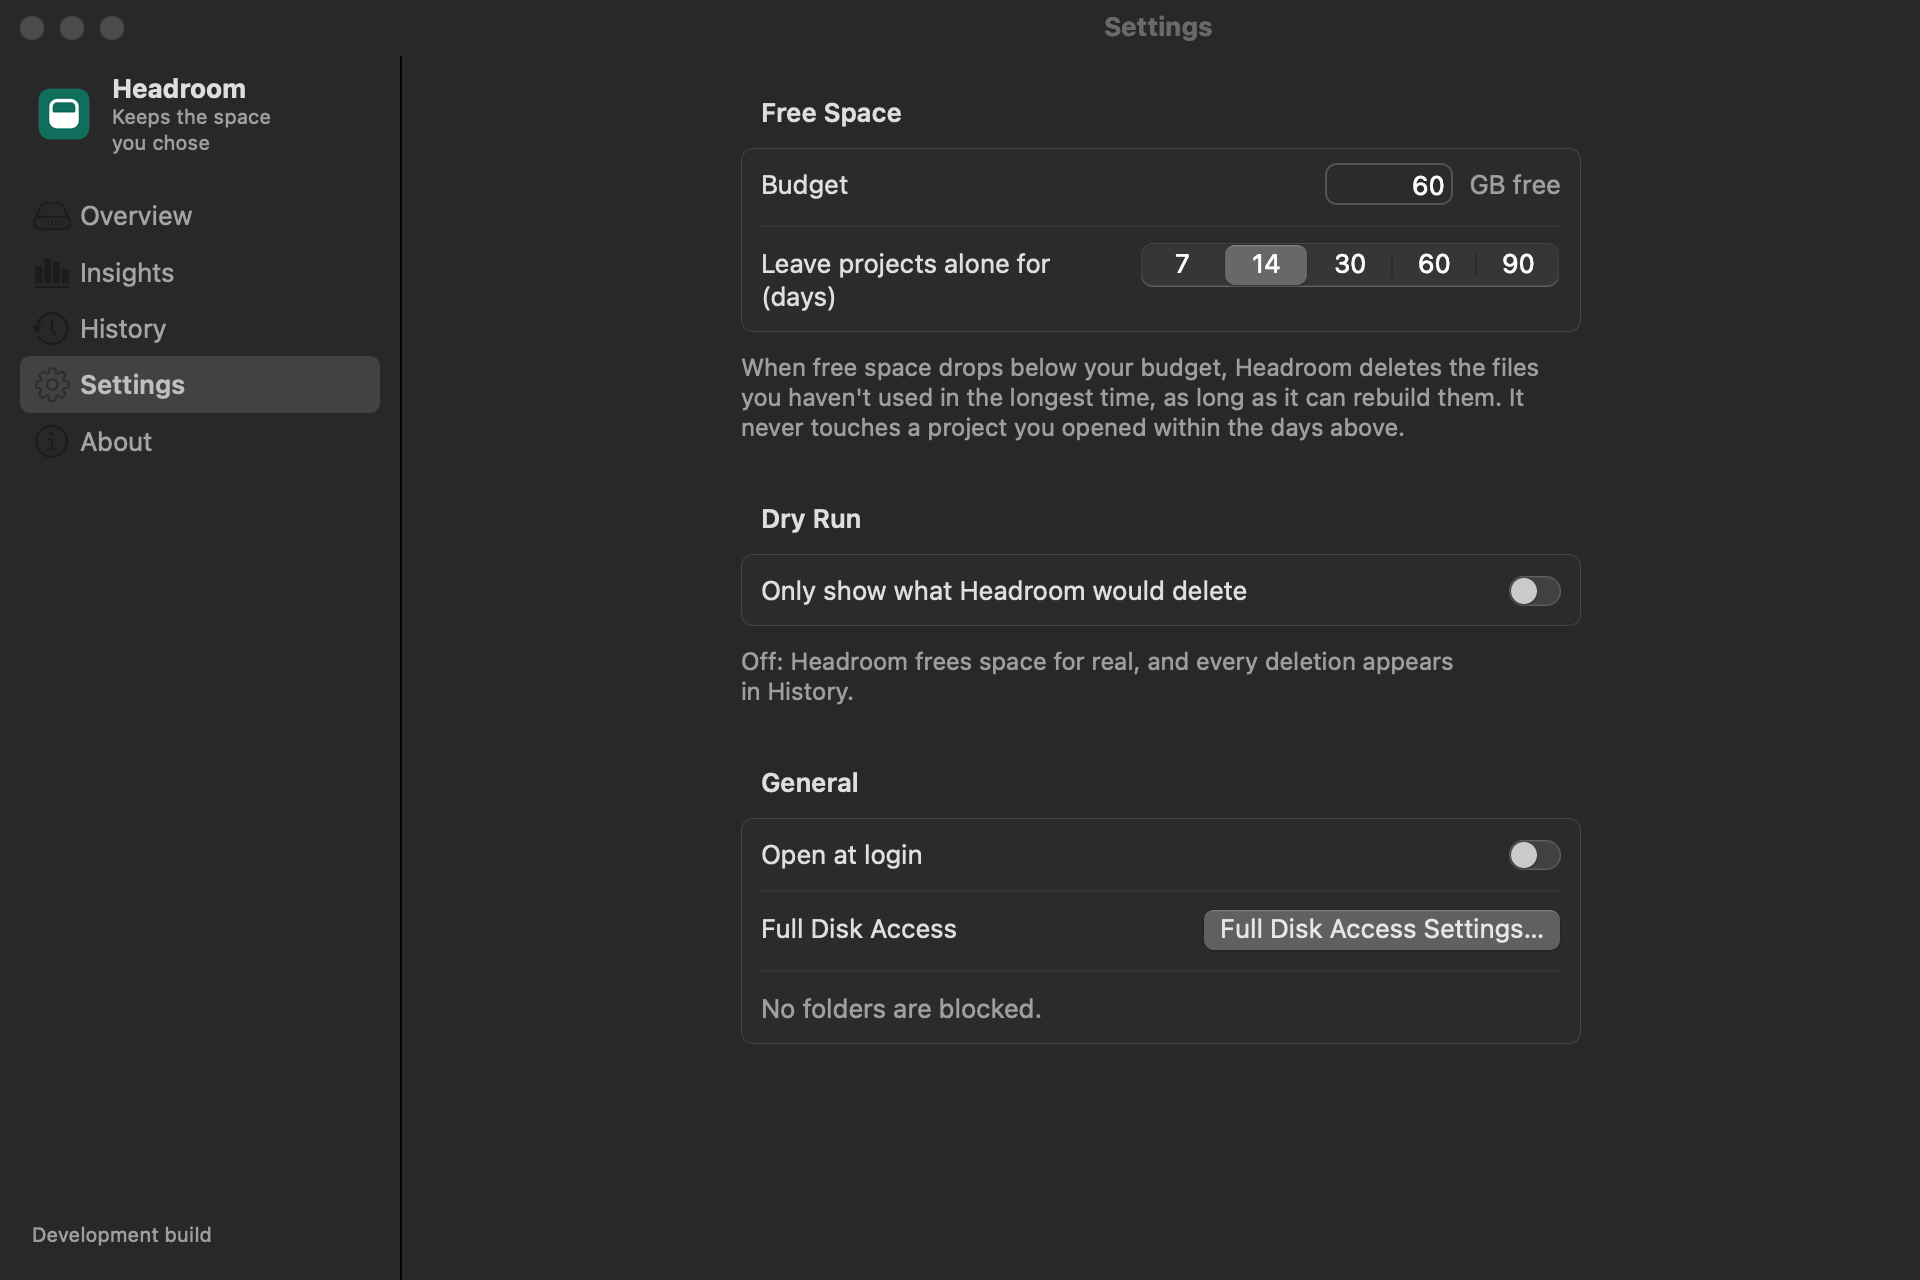 Settings
Headroom
Keeps the space
you chose
Overview
Insights
History
Settings
About
Development build
Free Space
Budget 60 GB free
Leave projects alone for
(days)
7 14 30 60 90
When free space drops below your budget, Headroom deletes the files
you haven't used in the longest time, as long as it can rebuild them. It
never touches a project you opened within the days above.
Dry Run
Only show what Headroom would delete
Off: Headroom frees space for real, and every deletion appears
in History.
General
Open at login
Full Disk Access Full Disk Access Settings...
No folders are blocked.